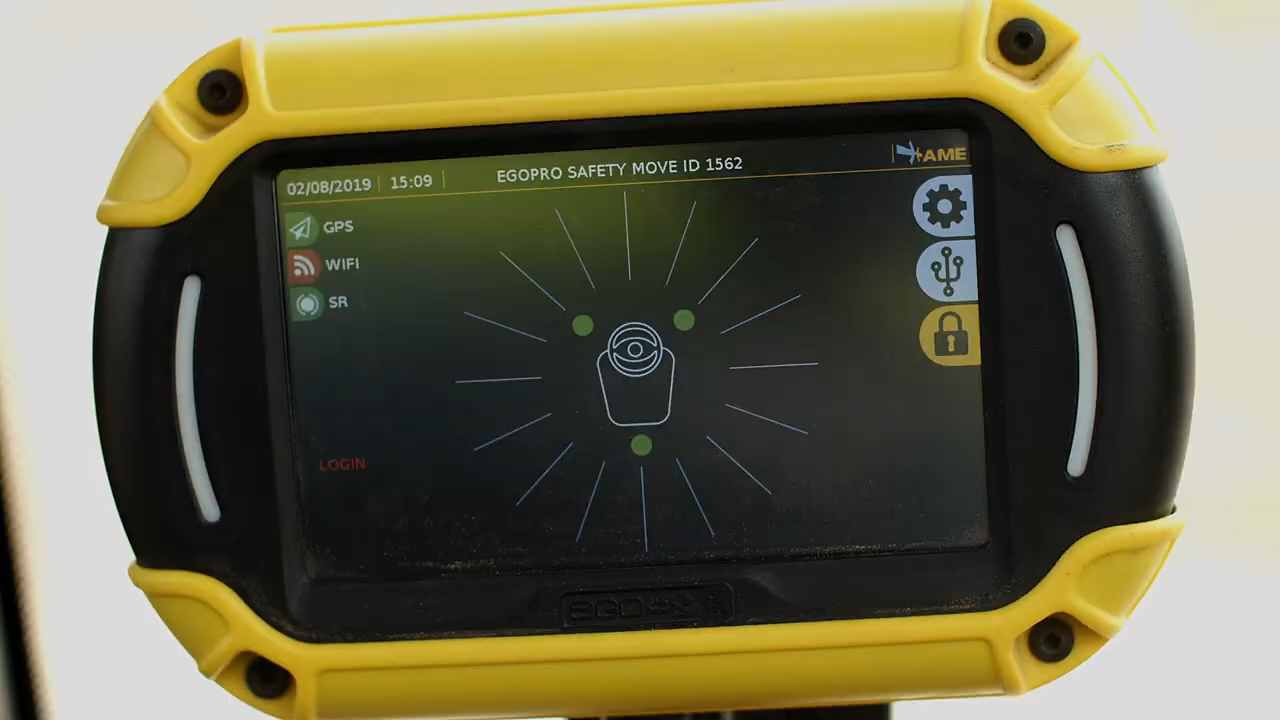 02/08/2019 15:09 EGOPRO SAFETY MOVE ID 1562 AME
GPS
WIFI
SR
LOGIN